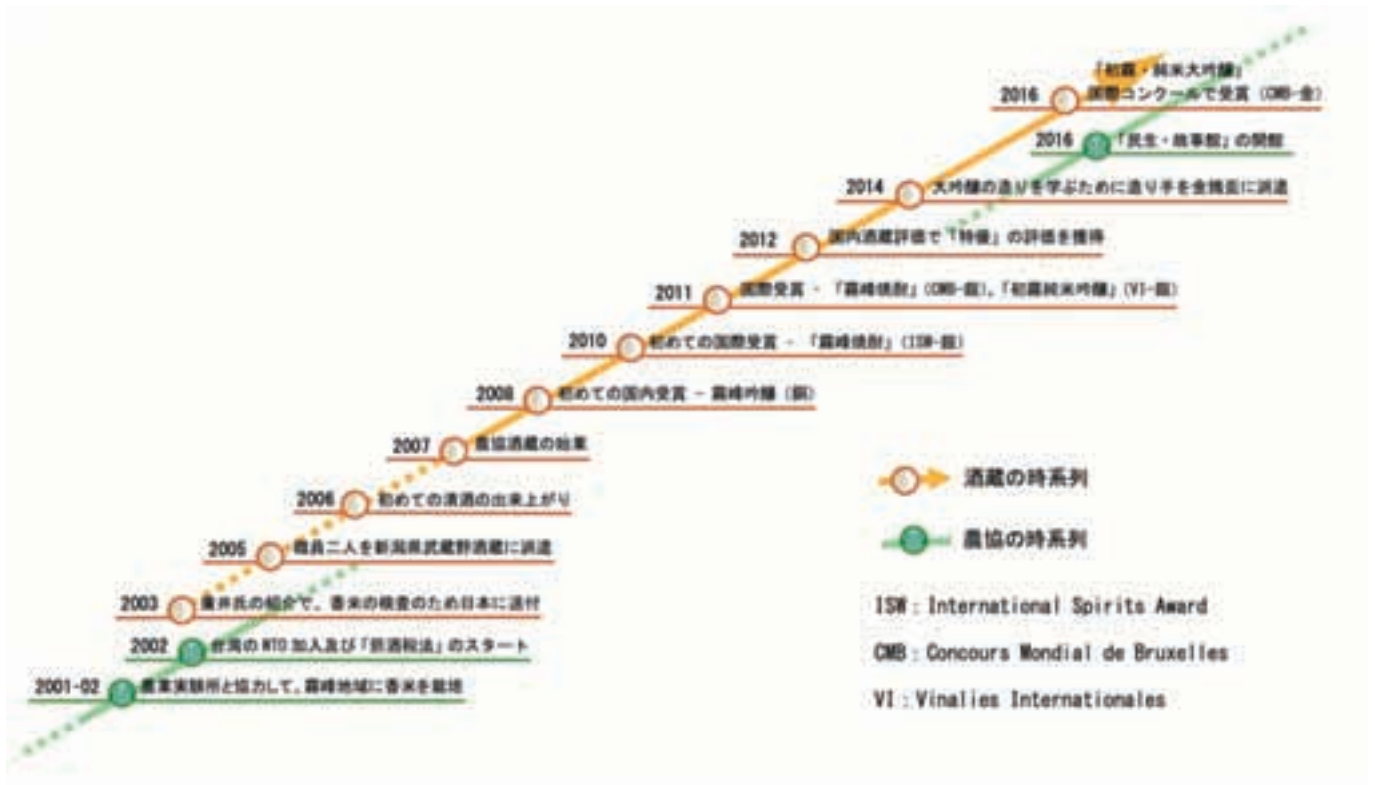 「初霧・純米大吟醸」
2016 国際コンクールで受賞（CMB-金）
2016 「民生・故事館」の開館
2014 大吟醸の造りを学ぶために造り手を金銭盃に派遣
2012 国内酒蔵評価で「特優」の評価を獲得
2011 国際受賞 - 「霧峰焼酎」(CMB-銀)，「初霧純米吟醸」(VI-銀)
2010 初めての国際受賞 - 「霧峰焼酎」(ISW-銀)
2008 初めての国内受賞 - 霧峰吟醸（銅）
2007 農協酒蔵の始業
2006 初めての清酒の出来上がり
2005 職員二人を新潟県武蔵野酒蔵に派遣
2003 井氏の紹介で、香米の検査のため日本に送付
2002 台湾のWTO加入及び「菸酒税法」のスタート
2001-02 農業実験所と協力して、霧峰地域に香米を栽培
酒蔵の時系列
農協の時系列
ISW：International Spirits Award
CMB：Concours Mondial de Bruxelles
VI：Vinalies Internationales